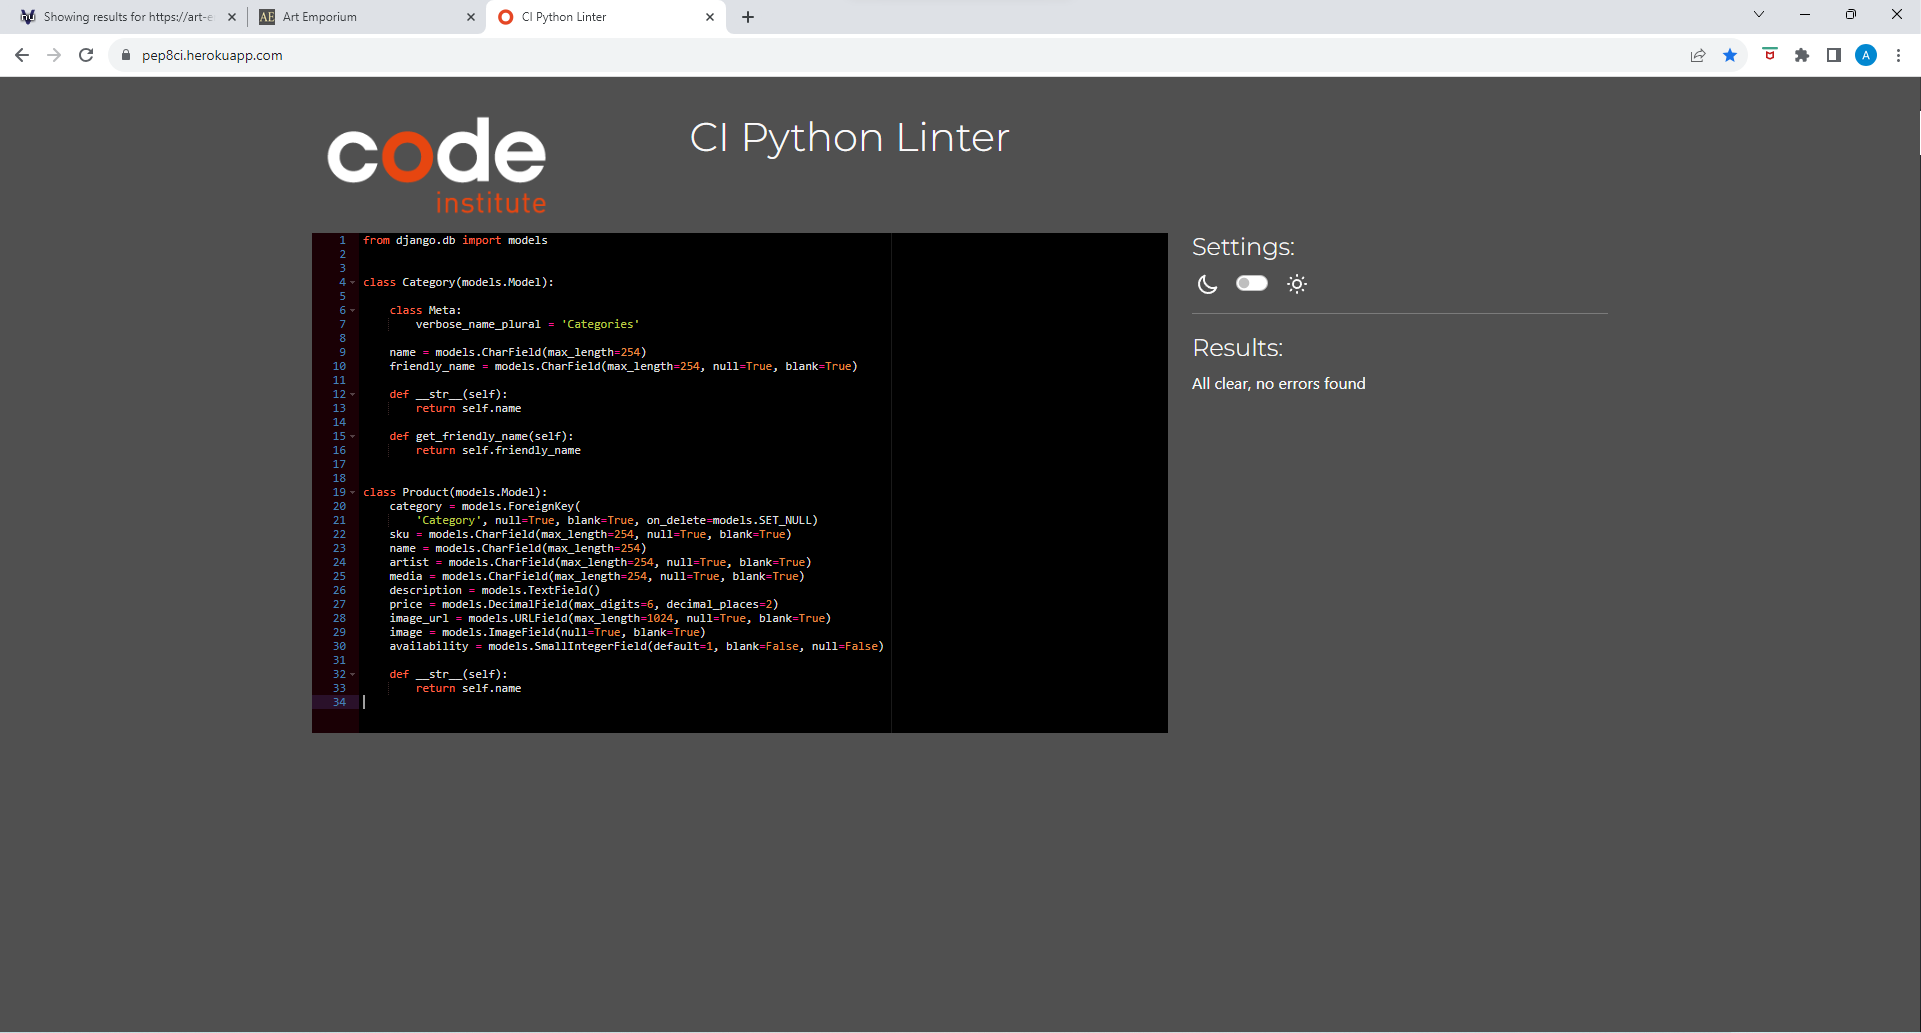 Showing results for https://art-e
Art Emporium
CI Python Linter
pep8ci.herokuapp.com
A
code
institute
CI Python Linter
1 from django.db import models
2
3
4 class Category(models.Model):
5
6     class Meta:
7         verbose_name_plural = 'Categories'
8
9     name = models.CharField(max_length=254)
10     friendly_name = models.CharField(max_length=254, null=True, blank=True)
11
12     def __str__(self):
13         return self.name
14
15     def get_friendly_name(self):
16         return self.friendly_name
17
18
19 class Product(models.Model):
20     category = models.ForeignKey(
21         'Category', null=True, blank=True, on_delete=models.SET_NULL)
22     sku = models.CharField(max_length=254, null=True, blank=True)
23     name = models.CharField(max_length=254)
24     artist = models.CharField(max_length=254, null=True, blank=True)
25     media = models.CharField(max_length=254, null=True, blank=True)
26     description = models.TextField()
27     price = models.DecimalField(max_digits=6, decimal_places=2)
28     image_url = models.URLField(max_length=1024, null=True, blank=True)
29     image = models.ImageField(null=True, blank=True)
30     availability = models.SmallIntegerField(default=1, blank=False, null=False)
31
32     def __str__(self):
33         return self.name
34
Settings:
Results:
All clear, no errors found